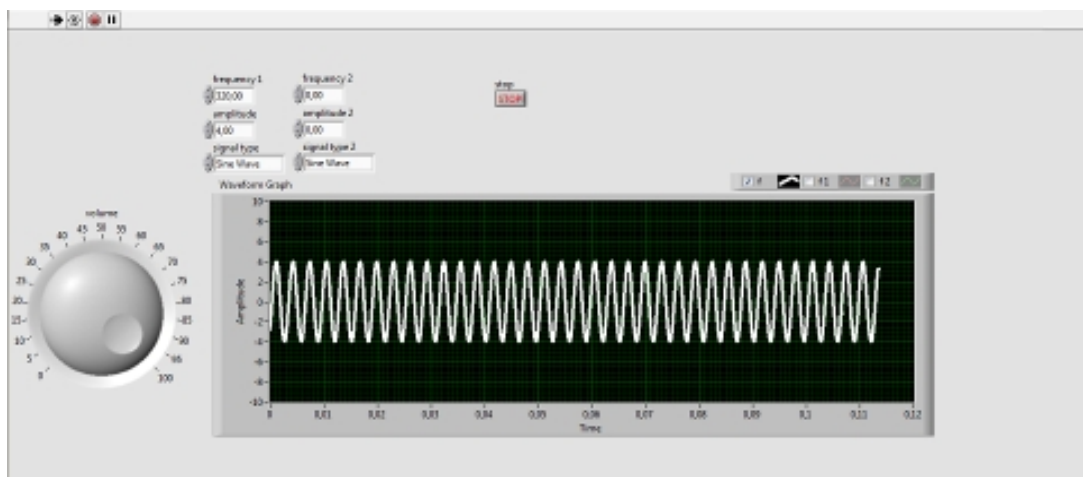 frequency 1 frequency 2
320,00 0,00
stop
STOP
amplitude amplitude 2
4,00 0,00
signal type signal type 2
Sine Wave Sine Wave
Waveform Graph
f f1 f2
volume
0 5 10 15 20 25 30 35 40 45 50 55 60 65 70 75 80 85 90 95 100
Amplitude
10
8
6
4
2
0
-2
-4
-6
-8
-10
0 0,01 0,02 0,03 0,04 0,05 0,06 0,07 0,08 0,09 0,1 0,11 0,12
Time